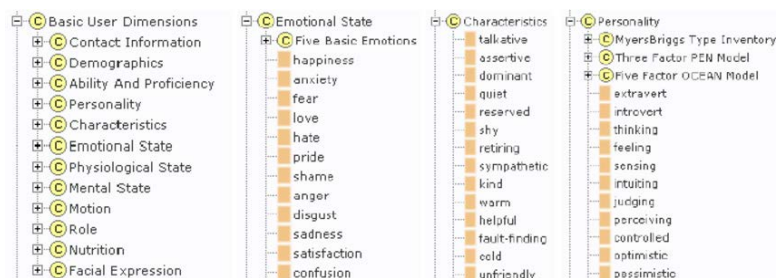 Basic User Dimensions
Contact Information
Demographics
Ability And Proficiency
Personality
Characteristics
Emotional State
Physiological State
Mental State
Motion
Role
Nutrition
Facial Expression
Emotional State
Five Basic Emotions
happiness
anxiety
fear
love
hate
pride
shame
anger
disgust
sadness
satisfaction
confusion
Characteristics
talkative
assertive
dominant
quiet
reserved
shy
retiring
sympathetic
kind
warm
helpful
fault-finding
cold
unfriendly
Personality
MyersBriggs Type Inventory
Three Factor PEN Model
Five Factor OCEAN Model
extravert
introvert
thinking
feeling
sensing
intuiting
judging
perceiving
controlled
optimistic
pessimistic